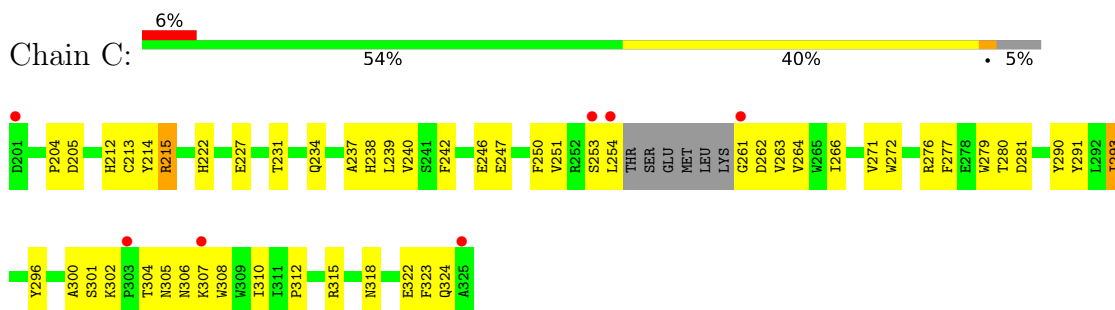 6%
Chain C:
54% 40% • 5%
D201 P204 D205 H212 C213 Y214 R215 H222 E227 T231 Q234 A237 H238 L239 V240 S241 F242 E246 E247 F250 V251 R252 S253 L254 THR SER GLU MET LEU LYS G261 D262 V263 V264 W265 I266 V271 W272 R276 F277 E278 W279 T280 D281 Y290 Y291 L292 I293
Y296 A300 S301 K302 P303 T304 N305 N306 K307 W308 W309 I310 I311 P312 R315 N318 E322 F323 Q324 A325